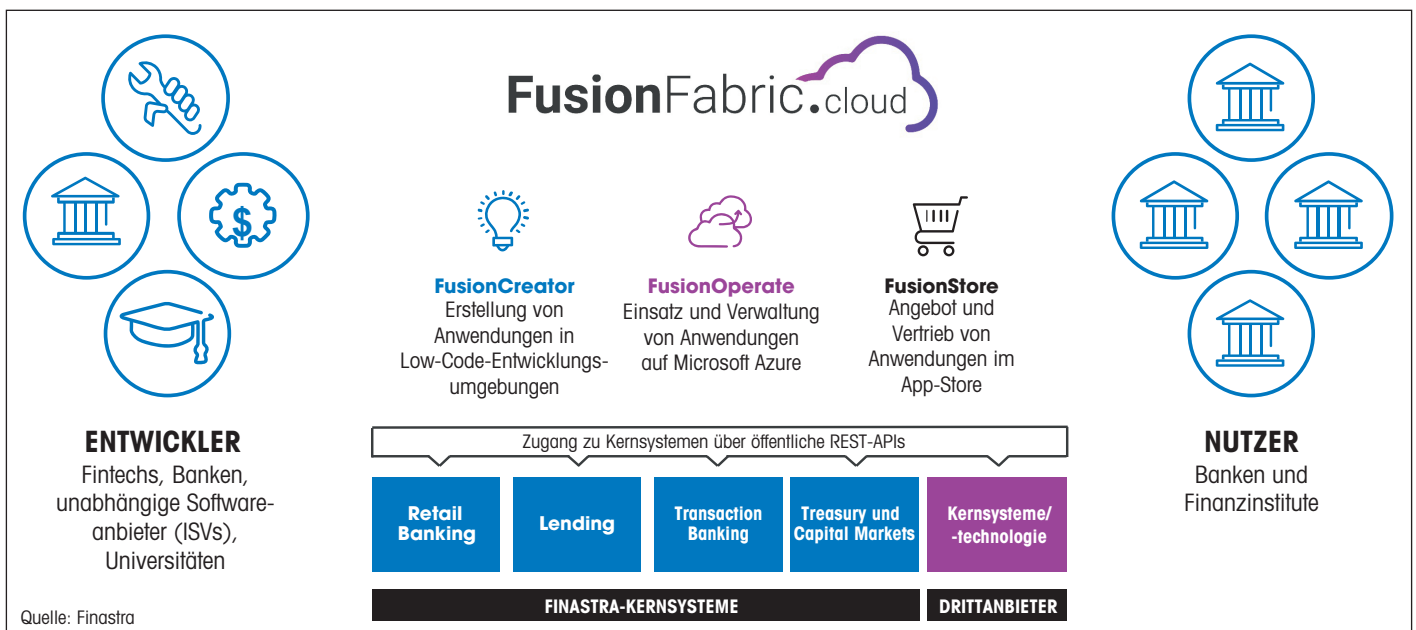 FusionFabric.cloud
$
FusionCreator
Erstellung von
Anwendungen in
Low-Code-Entwicklungs-
umgebungen
FusionOperate
Einsatz und Verwaltung
von Anwendungen
auf Microsoft Azure
FusionStore
Angebot und
Vertrieb von
Anwendungen im
App-Store
ENTWICKLER
Fintechs, Banken,
unabhängige Software-
anbieter (ISVs),
Universitäten
Zugang zu Kernsystemen über öffentliche REST-APIs
Retail
Banking
Lending
Transaction
Banking
Treasury und
Capital Markets
Kernsysteme/
-technologie
FINASTRA-KERNSYSTEME
DRITTANBIETER
NUTZER
Banken und
Finanzinstitute
Quelle: Finastra